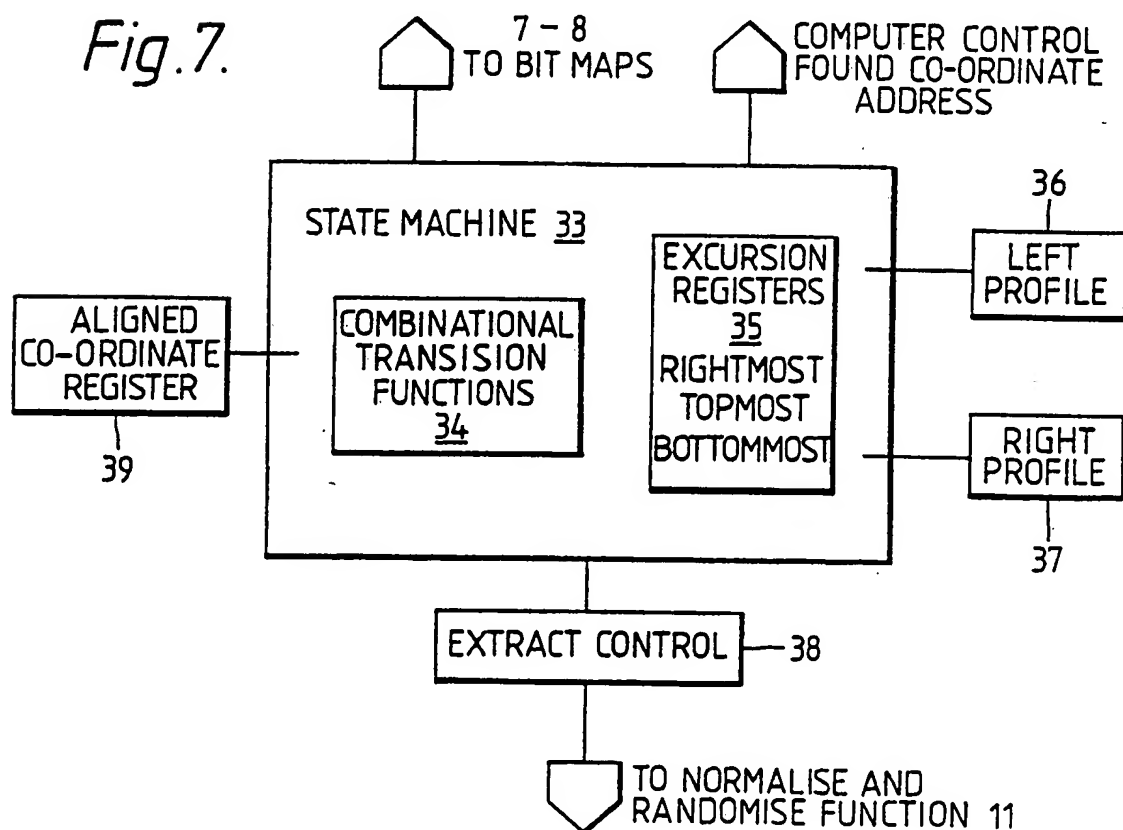 Fig.7.
7 - 8
TO BIT MAPS
COMPUTER CONTROL
FOUND CO-ORDINATE
ADDRESS
STATE MACHINE 33
36
EXCURSION
REGISTERS
35
RIGHTMOST
TOPMOST
BOTTOMMOST
LEFT
PROFILE
ALIGNED
CO-ORDINATE
REGISTER
39
COMBINATIONAL
TRANSISION
FUNCTIONS
34
RIGHT
PROFILE
37
EXTRACT CONTROL
38
TO NORMALISE AND
RANDOMISE FUNCTION 11